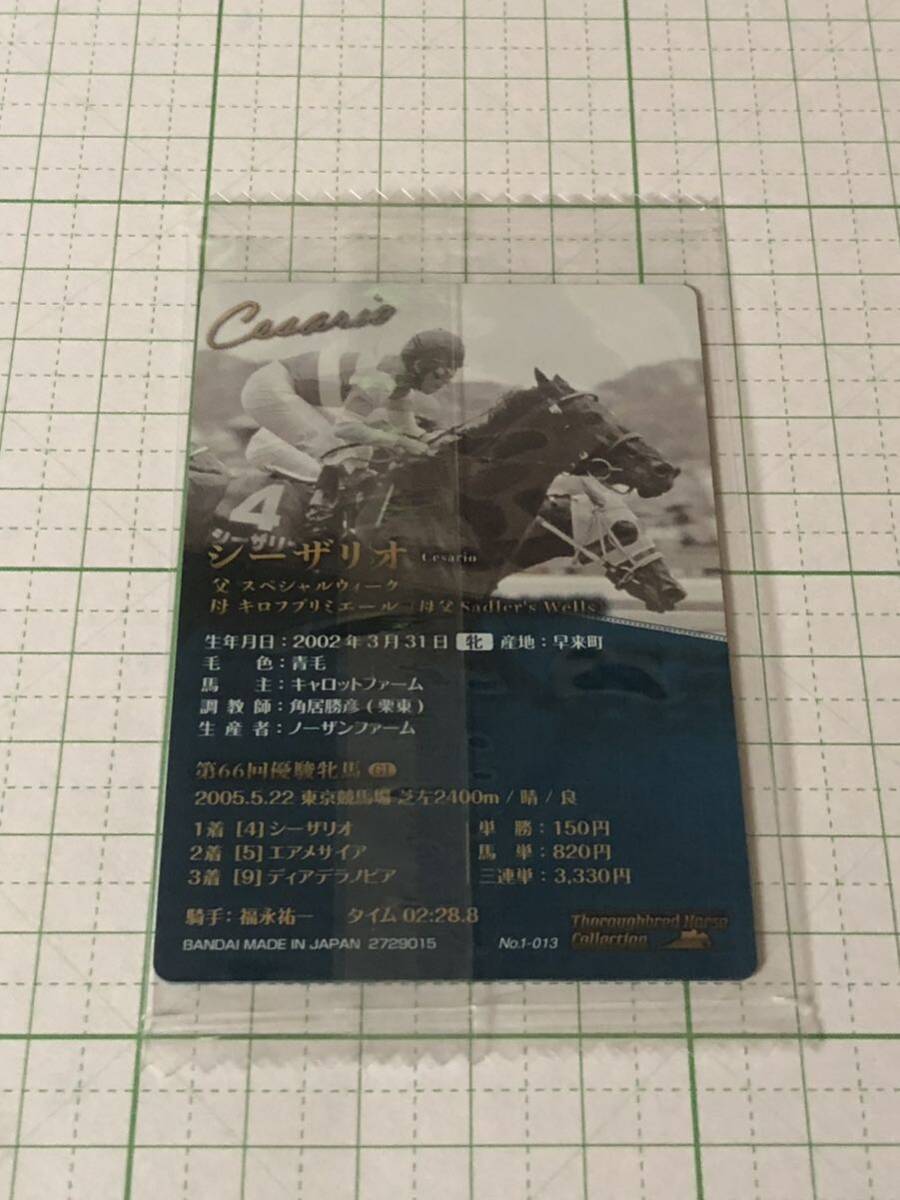 Cesario
4
シーザリ
シーザリオ Cesario
父 スペシャルウィーク
母 キロフプリミエール 母父 Sadler's Wells
生年月日：2002年3月31日 牝 産地：早来町
毛色：青毛
馬主：キャロットファーム
調教師：角居勝彦(栗東)
生産者：ノーザンファーム
第66回優駿牝馬 GI
2005.5.22 東京競馬場 芝左2400m / 晴 / 良
1着 [4] シーザリオ 単勝：150円
2着 [5] エアメサイア 馬単：820円
3着 [9] ディアデラノビア 三連単：3,330円
騎手：福永祐一 タイム 02:28.8
BANDAI MADE IN JAPAN 2729015 No.1-013
Thoroughbred Horse
Collection